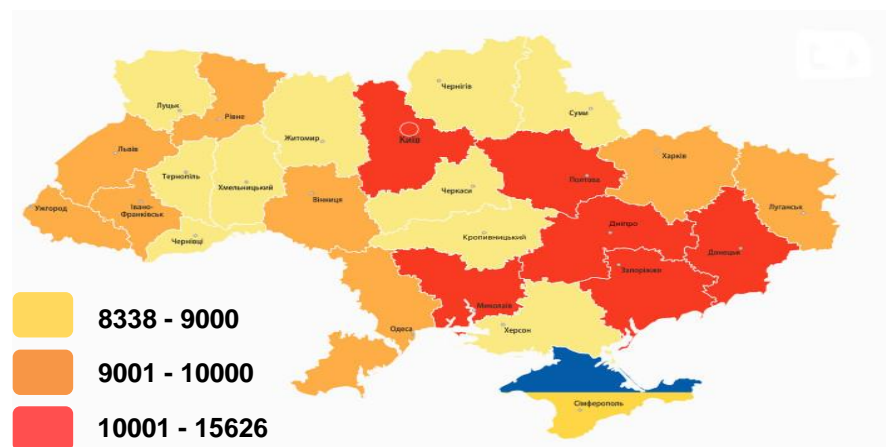 Чернігів
Луцьк
Рівне
Суми
Житомир
Київ
Львів
Харків
Тернопіль
Хмельницький
Полтава
Черкаси
Вінниця
Ужгород
Івано-
Франківськ
Луганськ
Дніпро
Чернівці
Кропивницький
Донецьк
Запоріжжя
Миколаїв
8338 - 9000
Одеса
Херсон
9001 - 10000
Сімферополь
10001 - 15626